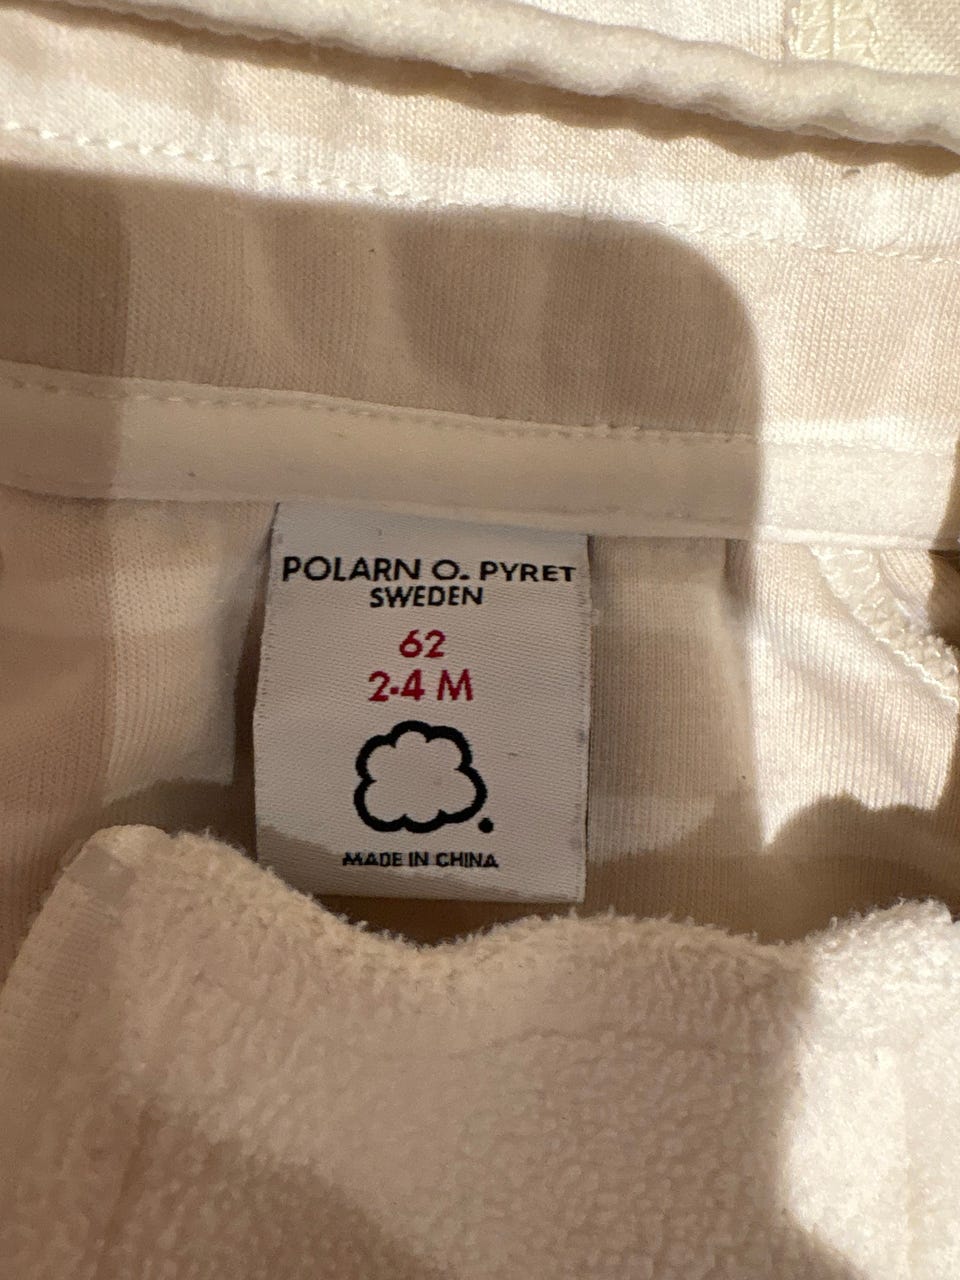 POLARN O. PYRET
SWEDEN
62
2-4 M
MADE IN CHINA